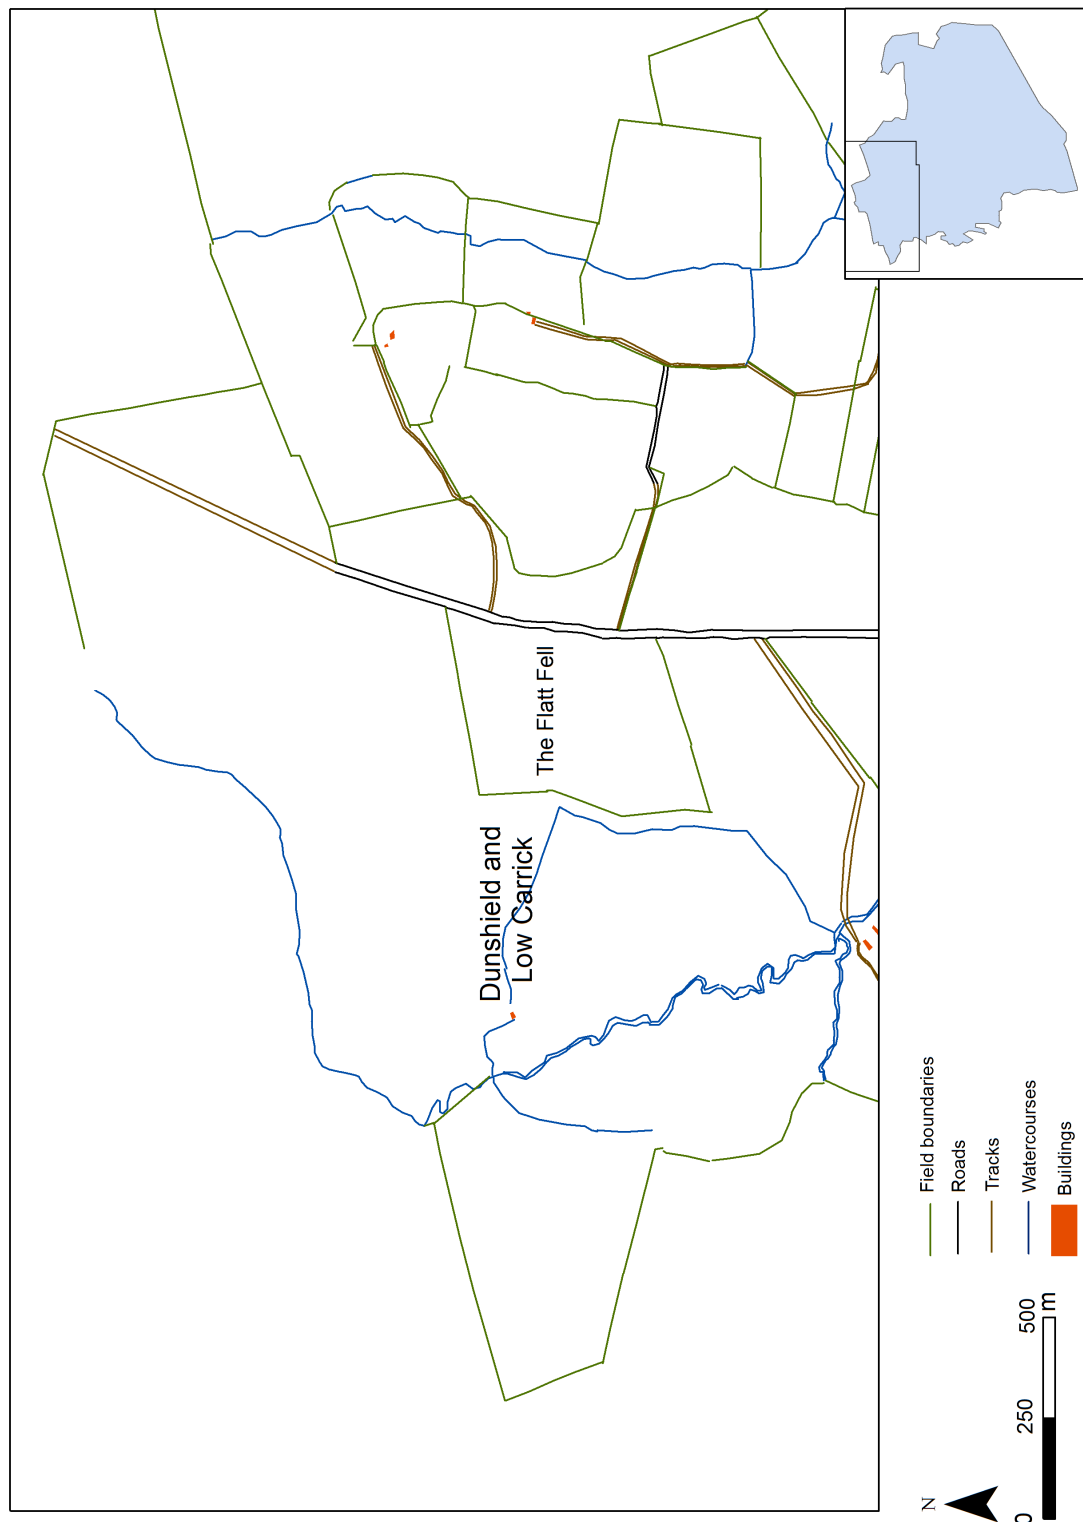 The Flatt Fell
Dunshield and
Low Carrick
Field boundaries
Roads
Tracks
Watercourses
Buildings
N
0 250 500
m